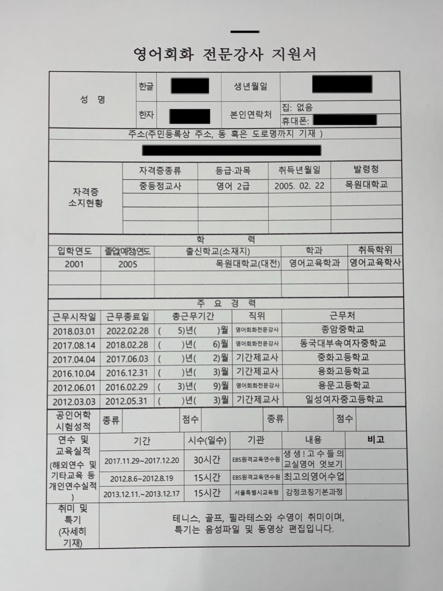 영어회화 전문강사 지원서
성 명 한글 생년월일
한자 본인연락처 집: 없음
휴대폰:
주소(주민등록상 주소, 동 혹은 도로명까지 기재)
자격증 소지현황 자격증종류 등급·과목 취득년월일 발령청
중등정교사 영어 2급 2005. 02. 22 목원대학교
학 력
입학연도 졸업(예정)연도 출신학교(소재지) 학과 취득학위
2001 2005 목원대학교(대전) 영어교육학과 영어교육학사
주 요 경 력
근무시작일 근무종료일 총근무기간 직위 근무처
2018.03.01 2022.02.28 ( 5)년( )월 영어회화전문강사 종암중학교
2017.08.14 2018.02.28 ( )년( 6)월 영어회화전문강사 동국대부속여자중학교
2017.04.04 2017.06.03 ( )년( 2)월 기간제교사 중화고등학교
2016.10.04 2016.12.31 ( )년( 3)월 기간제교사 용화고등학교
2012.06.01 2016.02.29 ( 3)년( 9)월 기간제교사 용문고등학교
2012.03.03 2012.05.31 ( )년( 3)월 기간제교사 일성여자중고등학교
공인어학 시험성적 종류 점수 종류 점수
연수 및 교육실적 (해외연수 및 기타교육 등 개인연수실적) 기간 시수(일수) 기관 내용 비고
2017.11.29~2017.12.20 30시간 EBS원격교육연수원 생생!고수들의 교실영어 엿보기
2012.8.6~2012.8.19 15시간 EBS원격교육연수원 최고의영어수업
2013.12.11.~2013.12.17 15시간 서울특별시교육청 감정코칭기본과정
취미 및 특기 (자세히 기재) 테니스, 골프, 필라테스와 수영이 취미이며,
특기는 음성파일 및 동영상 편집입니다.